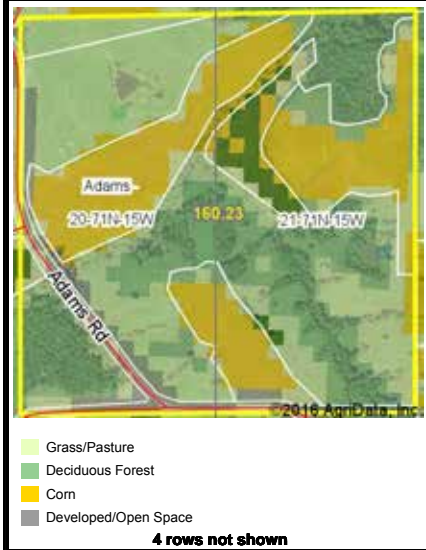 Adams
20-71N-15W
160.23
21-71N-15W
Adams Rd
©2016 AgriData, Inc
Grass/Pasture
Deciduous Forest
Corn
Developed/Open Space
4 rows not shown